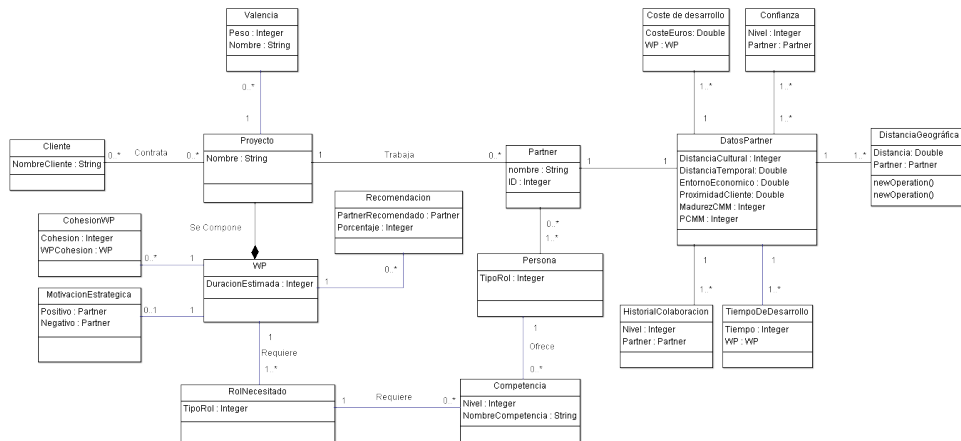 Valencia
Peso : Integer
Nombre : String
0..*
1
Coste de desarrollo
CosteEuros: Double
WP : WP
1..*
1
Confianza
Nivel : Integer
Partner : Partner
1..*
1..*
Cliente
NombreCliente : String
0..*
Contrata
0..*
Proyecto
Nombre : String
1
Trabaja
0..*
Partner
nombre : String
ID : Integer
1
1
DatosPartner
DistanciaCultural : Integer
DistanciaTemporal : Double
EntornoEconomico : Double
ProximidadCliente : Double
MadurezCMM : Integer
PCMM : Integer
1
1..*
DistanciaGeográfica
Distancia: Double
Partner : Partner
newOperation()
newOperation()
CohesionWP
Cohesion : Integer
WPCohesion : WP
0..*
1
Se Compone
Recomendacion
PartnerRecomendado : Partner
Porcentaje : Integer
0..*
1
0..*
1..*
WP
DuracionEstimada : Integer
Persona
TipoRol : Integer
MotivacionEstrategica
Positivo : Partner
Negativo : Partner
0..1
1
1
1..*
1
1..*
HistorialColaboracion
Nivel : Integer
Partner : Partner
TiempoDeDesarrollo
Tiempo : Integer
WP : WP
1
Requiere
1..*
1
Ofrece
0..*
RolNecesitado
TipoRol : Integer
1
Requiere
0..*
Competencia
Nivel : Integer
NombreCompetencia : String